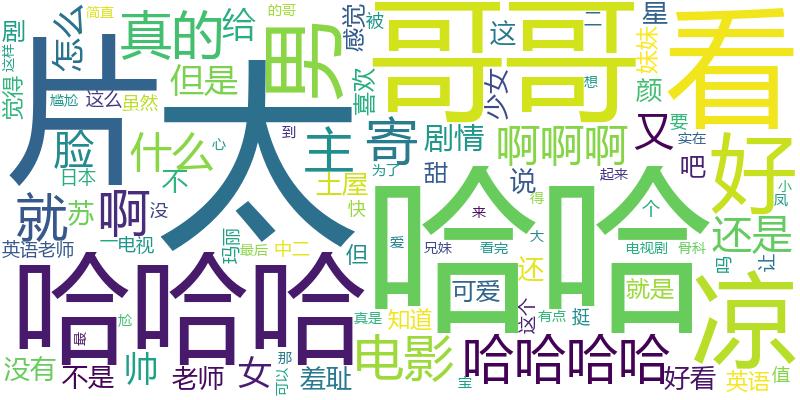 简直
的哥
被
这
二
星
剧
这样
怎么
真的
给
感觉
哥哥
看
片
太
男
妹妹
觉得
尴尬
这么
虽然
但是
喜欢
少女
颜
想
脸
什么
主
寄
剧情
啊啊啊
又
要
好
日本
不
心
到
为了
甜
说
吧
实在
起来
小凤
就
苏
啊
没
土屋
快
哈哈
得
个
还是
英语老师
一电视
玛丽
最后
中二
但
爱
兄妹
来
看完
大
电视剧
骨科
吗
让
哈哈哈
还
可爱
就是
凉
最
尬
真是
知道
这个
有点
挺
没有
不是
帅
老师
女
可以
那
羞耻
电影
宝
哈哈哈哈
好看
英语
值